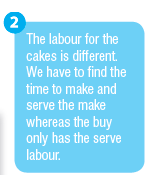 2
The labour for the
cakes is different.
We have to find the
time to make and
serve the make
whereas the buy
only has the serve
labour.